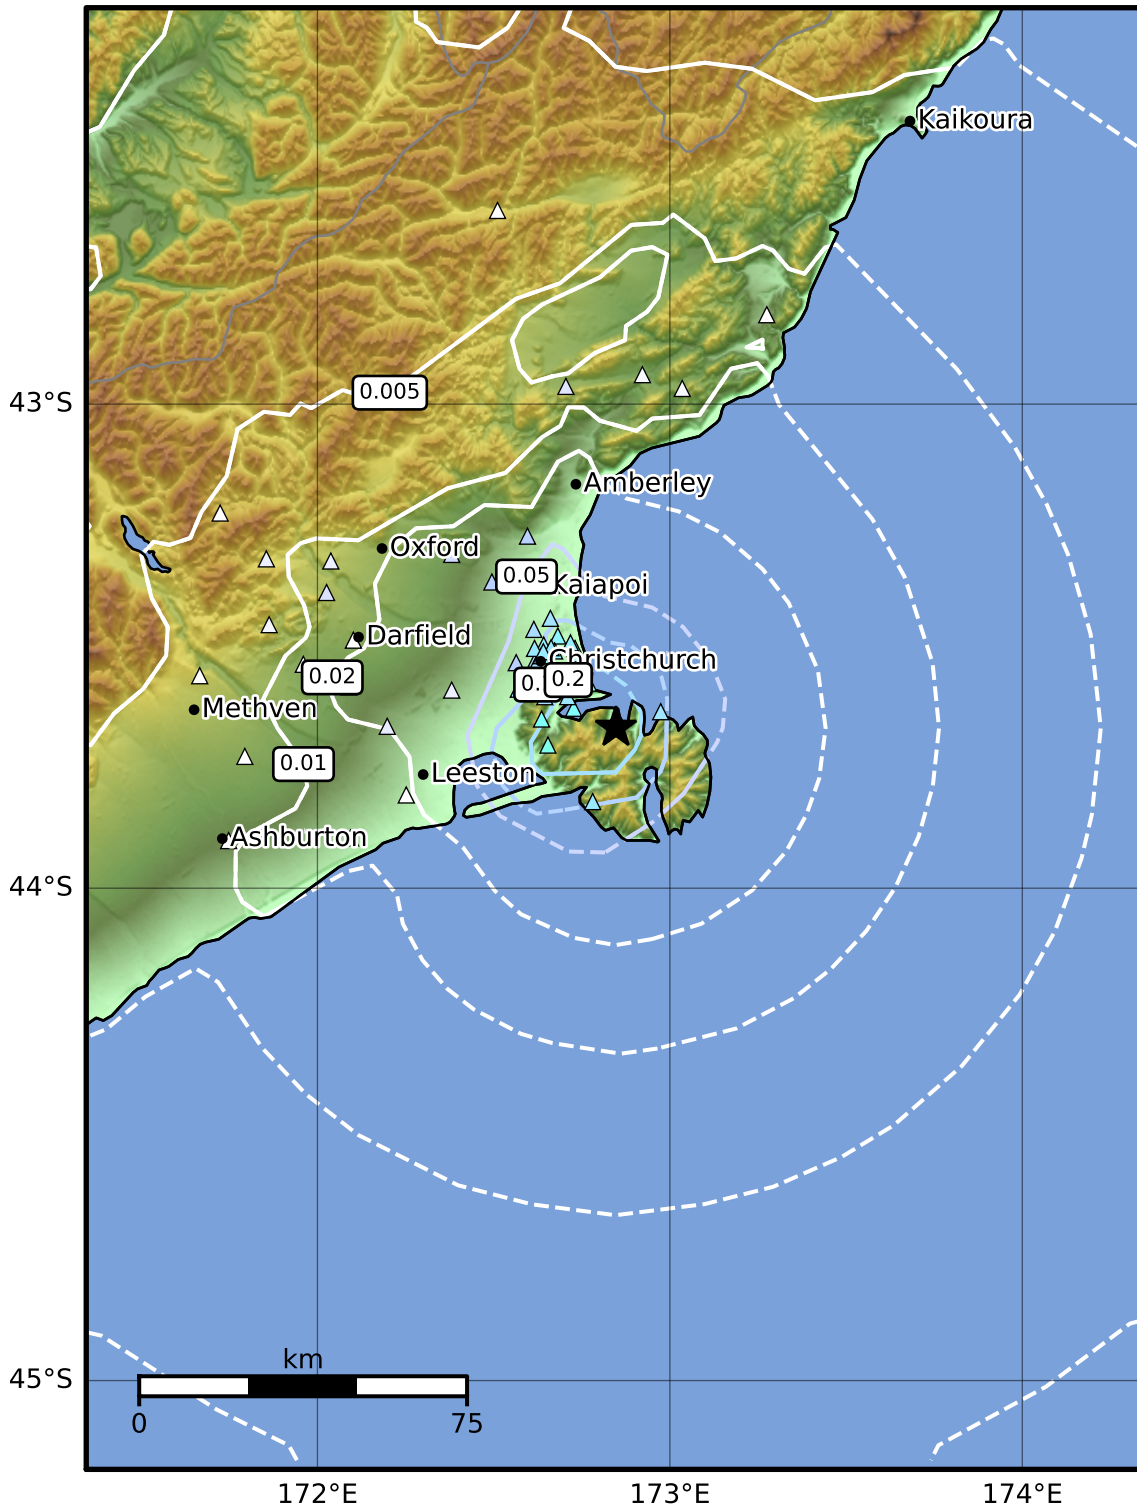 Kaikoura
0.005
43°S
Amberley
Oxford
0.05
Kaiapoi
Darfield
Christchurch
0.02
0.2
Methven
0.01
Leeston
Ashburton
44°S
km
45°S
0
75
172°E
173°E
174°E